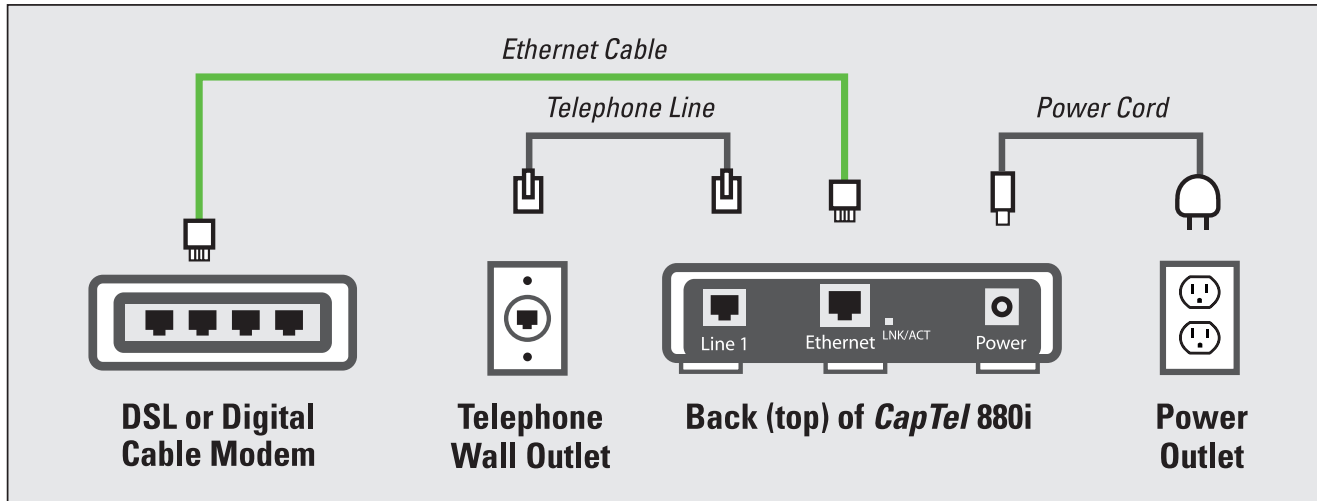 Ethernet Cable
Telephone Line
Power Cord
Line 1
Ethernet
LNK/ACT
Power
DSL or Digital
Cable Modem
Telephone
Wall Outlet
Back (top) of CapTel 880i
Power
Outlet